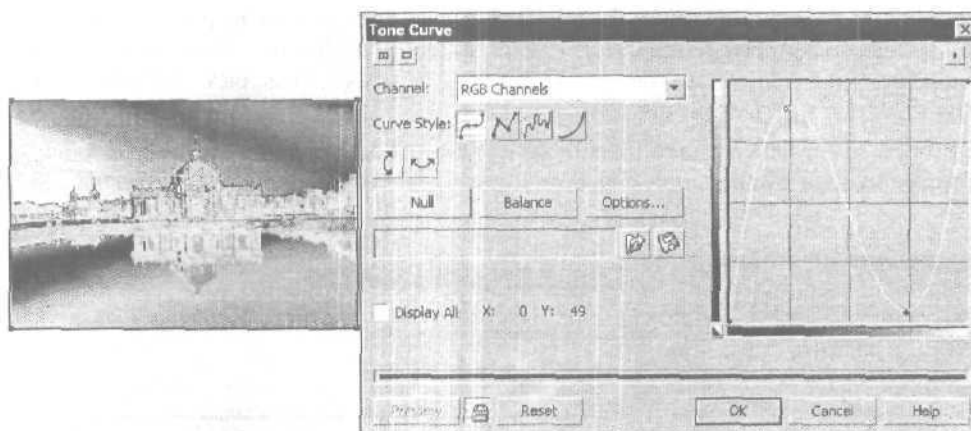 Tone Curve
Channel: RGB Channels
Curve Style:
Null Balance Options...
Display All X: 0 Y: 49
Preview Reset OK Cancel Help